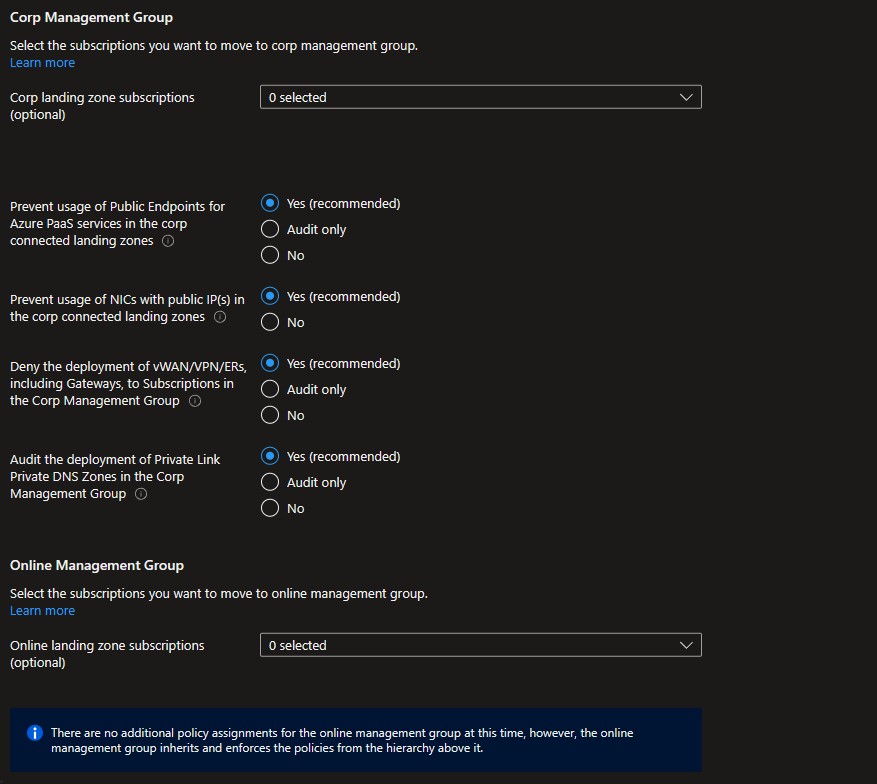 Corp Management Group
Select the subscriptions you want to move to corp management group.
Learn more
Corp landing zone subscriptions
(optional)
0 selected
Prevent usage of Public Endpoints for
Azure PaaS services in the corp
connected landing zones
Yes (recommended)
Audit only
No
Prevent usage of NICs with public IP(s) in
the corp connected landing zones
Yes (recommended)
No
Deny the deployment of vWAN/VPN/ERs,
including Gateways, to Subscriptions in
the Corp Management Group
Yes (recommended)
Audit only
No
Audit the deployment of Private Link
Private DNS Zones in the Corp
Management Group
Yes (recommended)
Audit only
No
Online Management Group
Select the subscriptions you want to move to online management group.
Learn more
Online landing zone subscriptions
(optional)
0 selected
There are no additional policy assignments for the online management group at this time, however, the online
management group inherits and enforces the policies from the hierarchy above it.